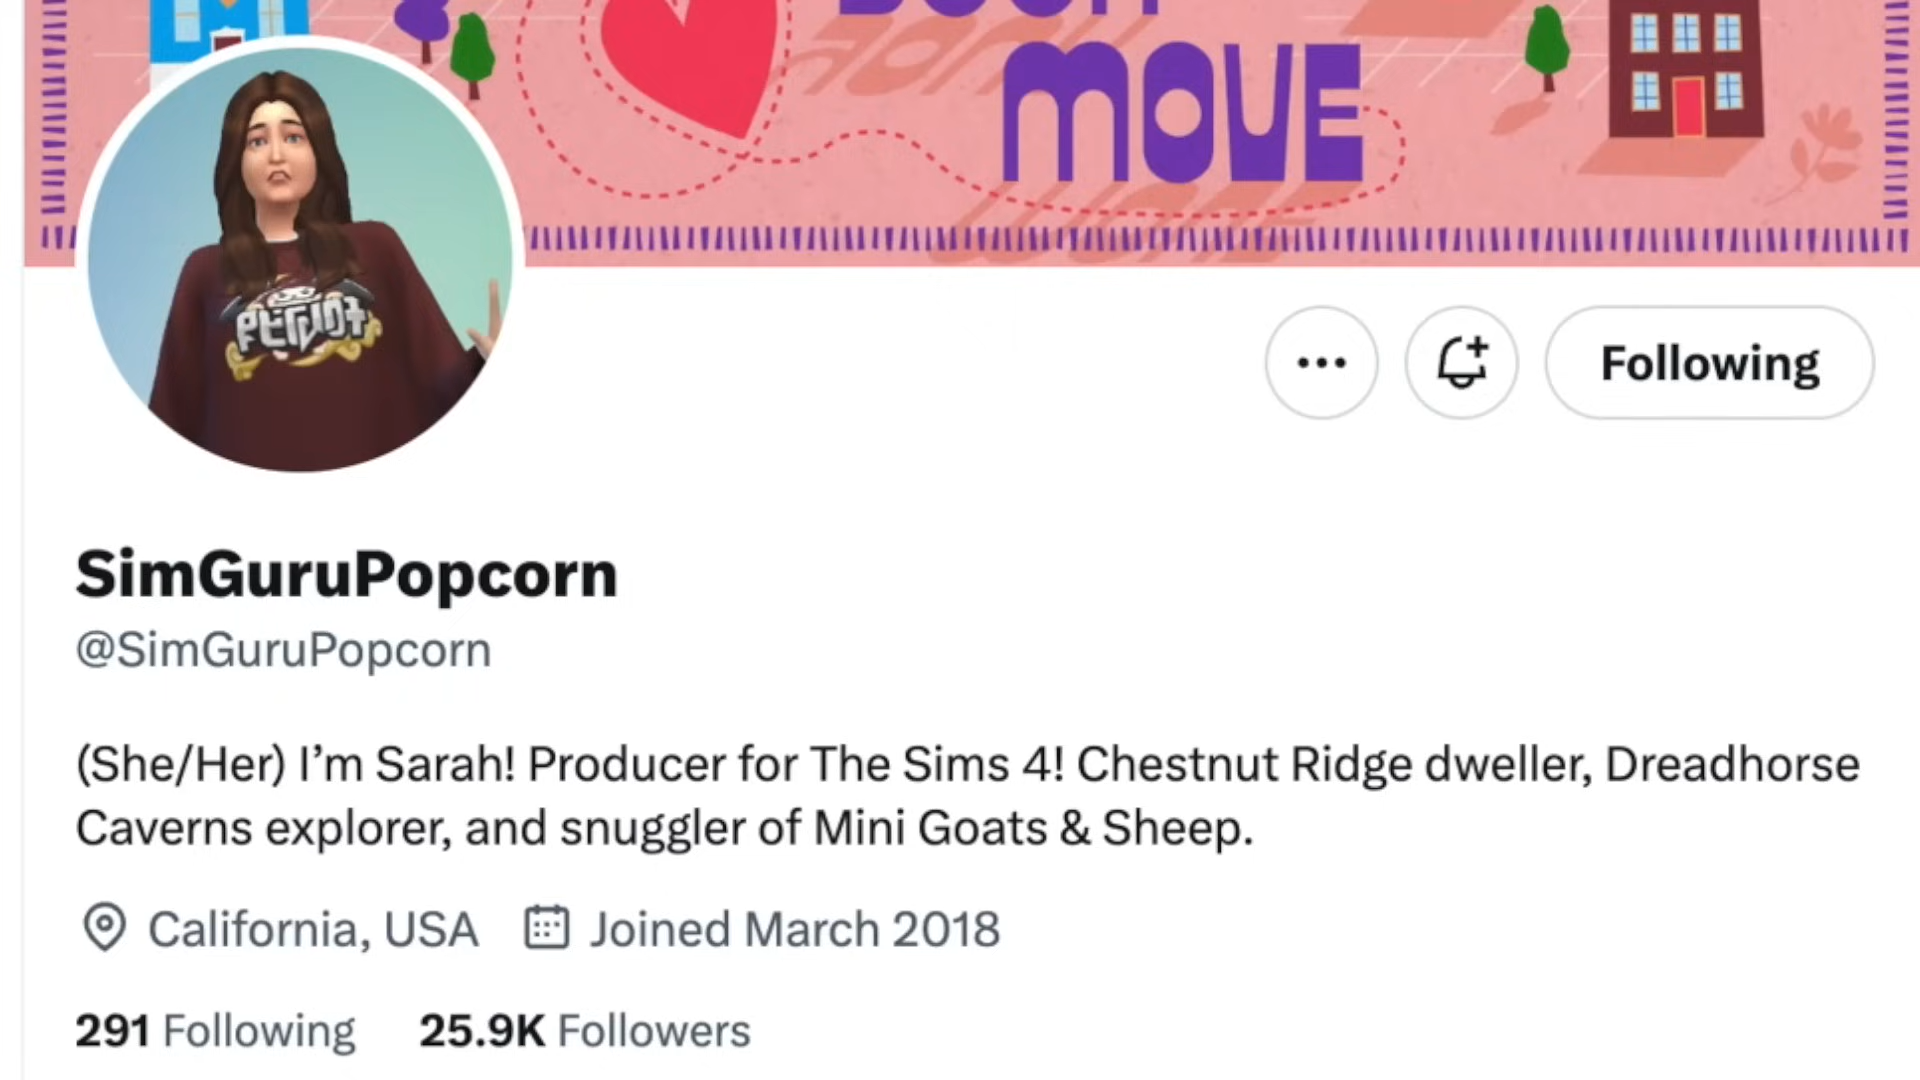 MOVE
Following
SimGuruPopcorn
@SimGuruPopcorn
(She/Her) I’m Sarah! Producer for The Sims 4! Chestnut Ridge dweller, Dreadhorse
Caverns explorer, and snuggler of Mini Goats & Sheep.
California, USA Joined March 2018
291 Following 25.9K Followers